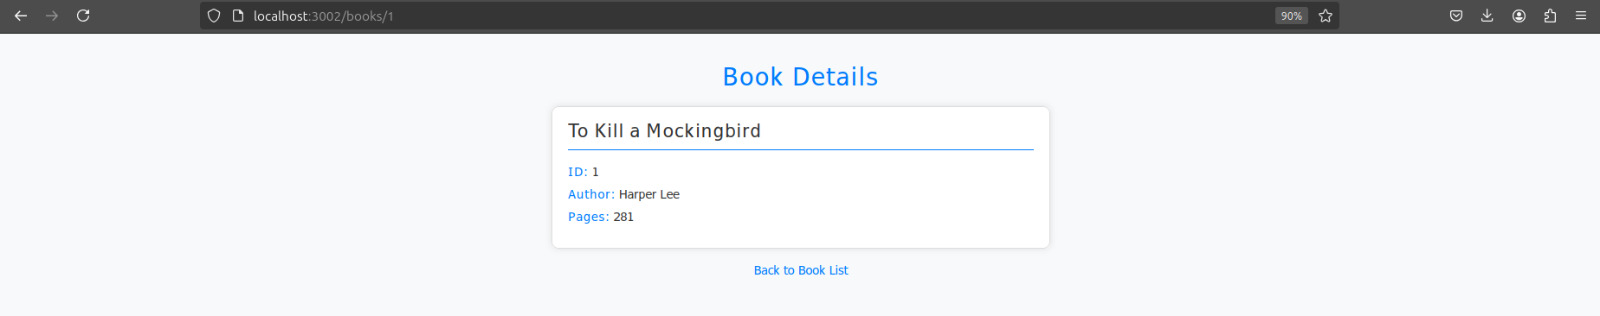 localhost:3002/books/1
90%
Book Details
To Kill a Mockingbird
ID: 1
Author: Harper Lee
Pages: 281
Back to Book List